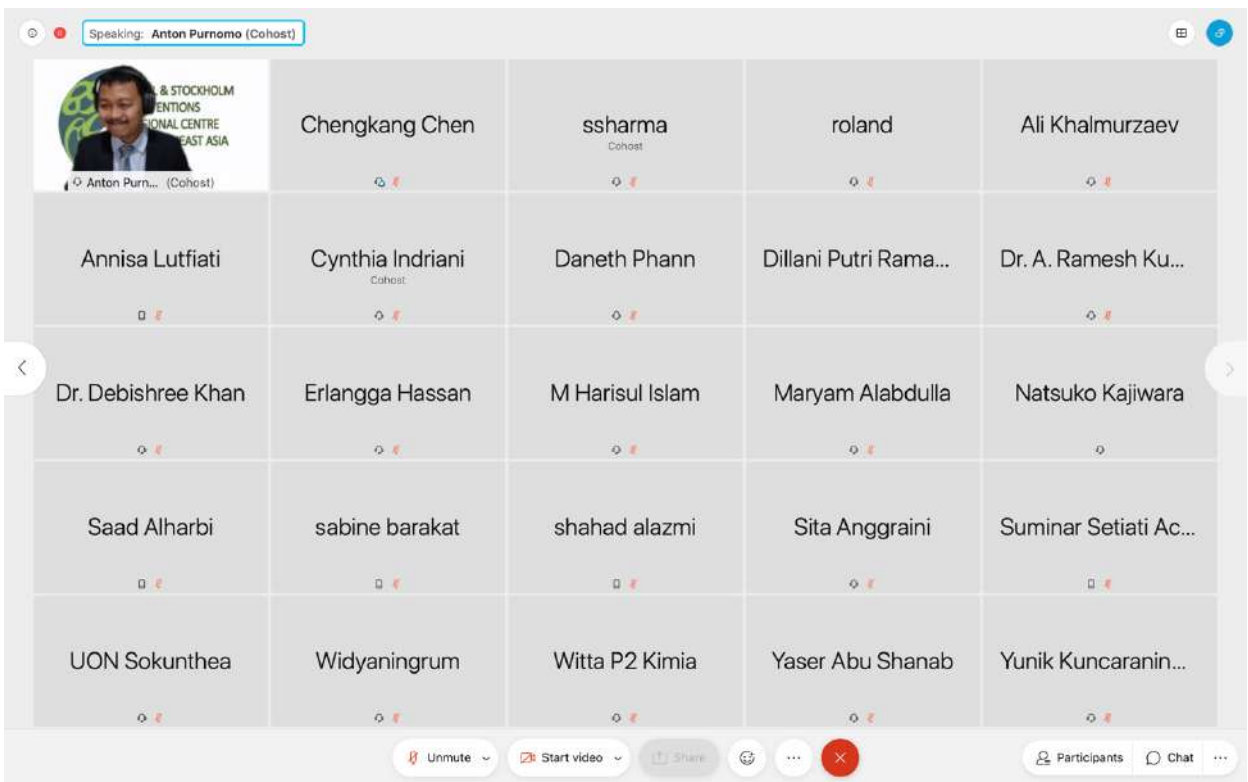 Speaking: Anton Purnomo (Cohost)
& STOCKHOLM
ENTIONS
IONAL CENTRE
EAST ASIA
Anton Purn... (Cohost)
Chengkang Chen
ssharma
Cohost
roland
Ali Khalmurzaev
Annisa Lutfiati
Cynthia Indriani
Cohost
Daneth Phann
Dillani Putri Rama...
Dr. A. Ramesh Ku...
Dr. Debishree Khan
Erlangga Hassan
M Harisul Islam
Maryam Alabdulla
Natsuko Kajiwara
Saad Alharbi
sabine barakat
shahad alazmi
Sita Anggraini
Suminar Setiati Ac...
UON Sokunthea
Widyaningrum
Witta P2 Kimia
Yaser Abu Shanab
Yunik Kuncaranin...
Unmute
Start video
Share
Participants
Chat